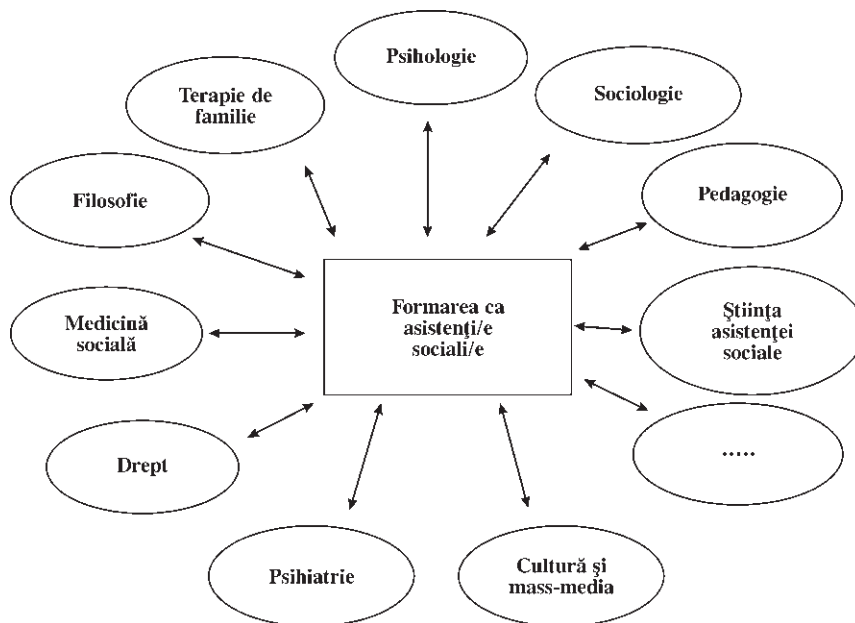 Psihologie
Terapie de
familie
Sociologie
Filosofie
Pedagogie
Formarea ca
asistenţi/e
sociali/e
Medicină
socială
Ştiinţa
asistenţei
sociale
Drept
.....
Psihiatrie
Cultură şi
mass-media